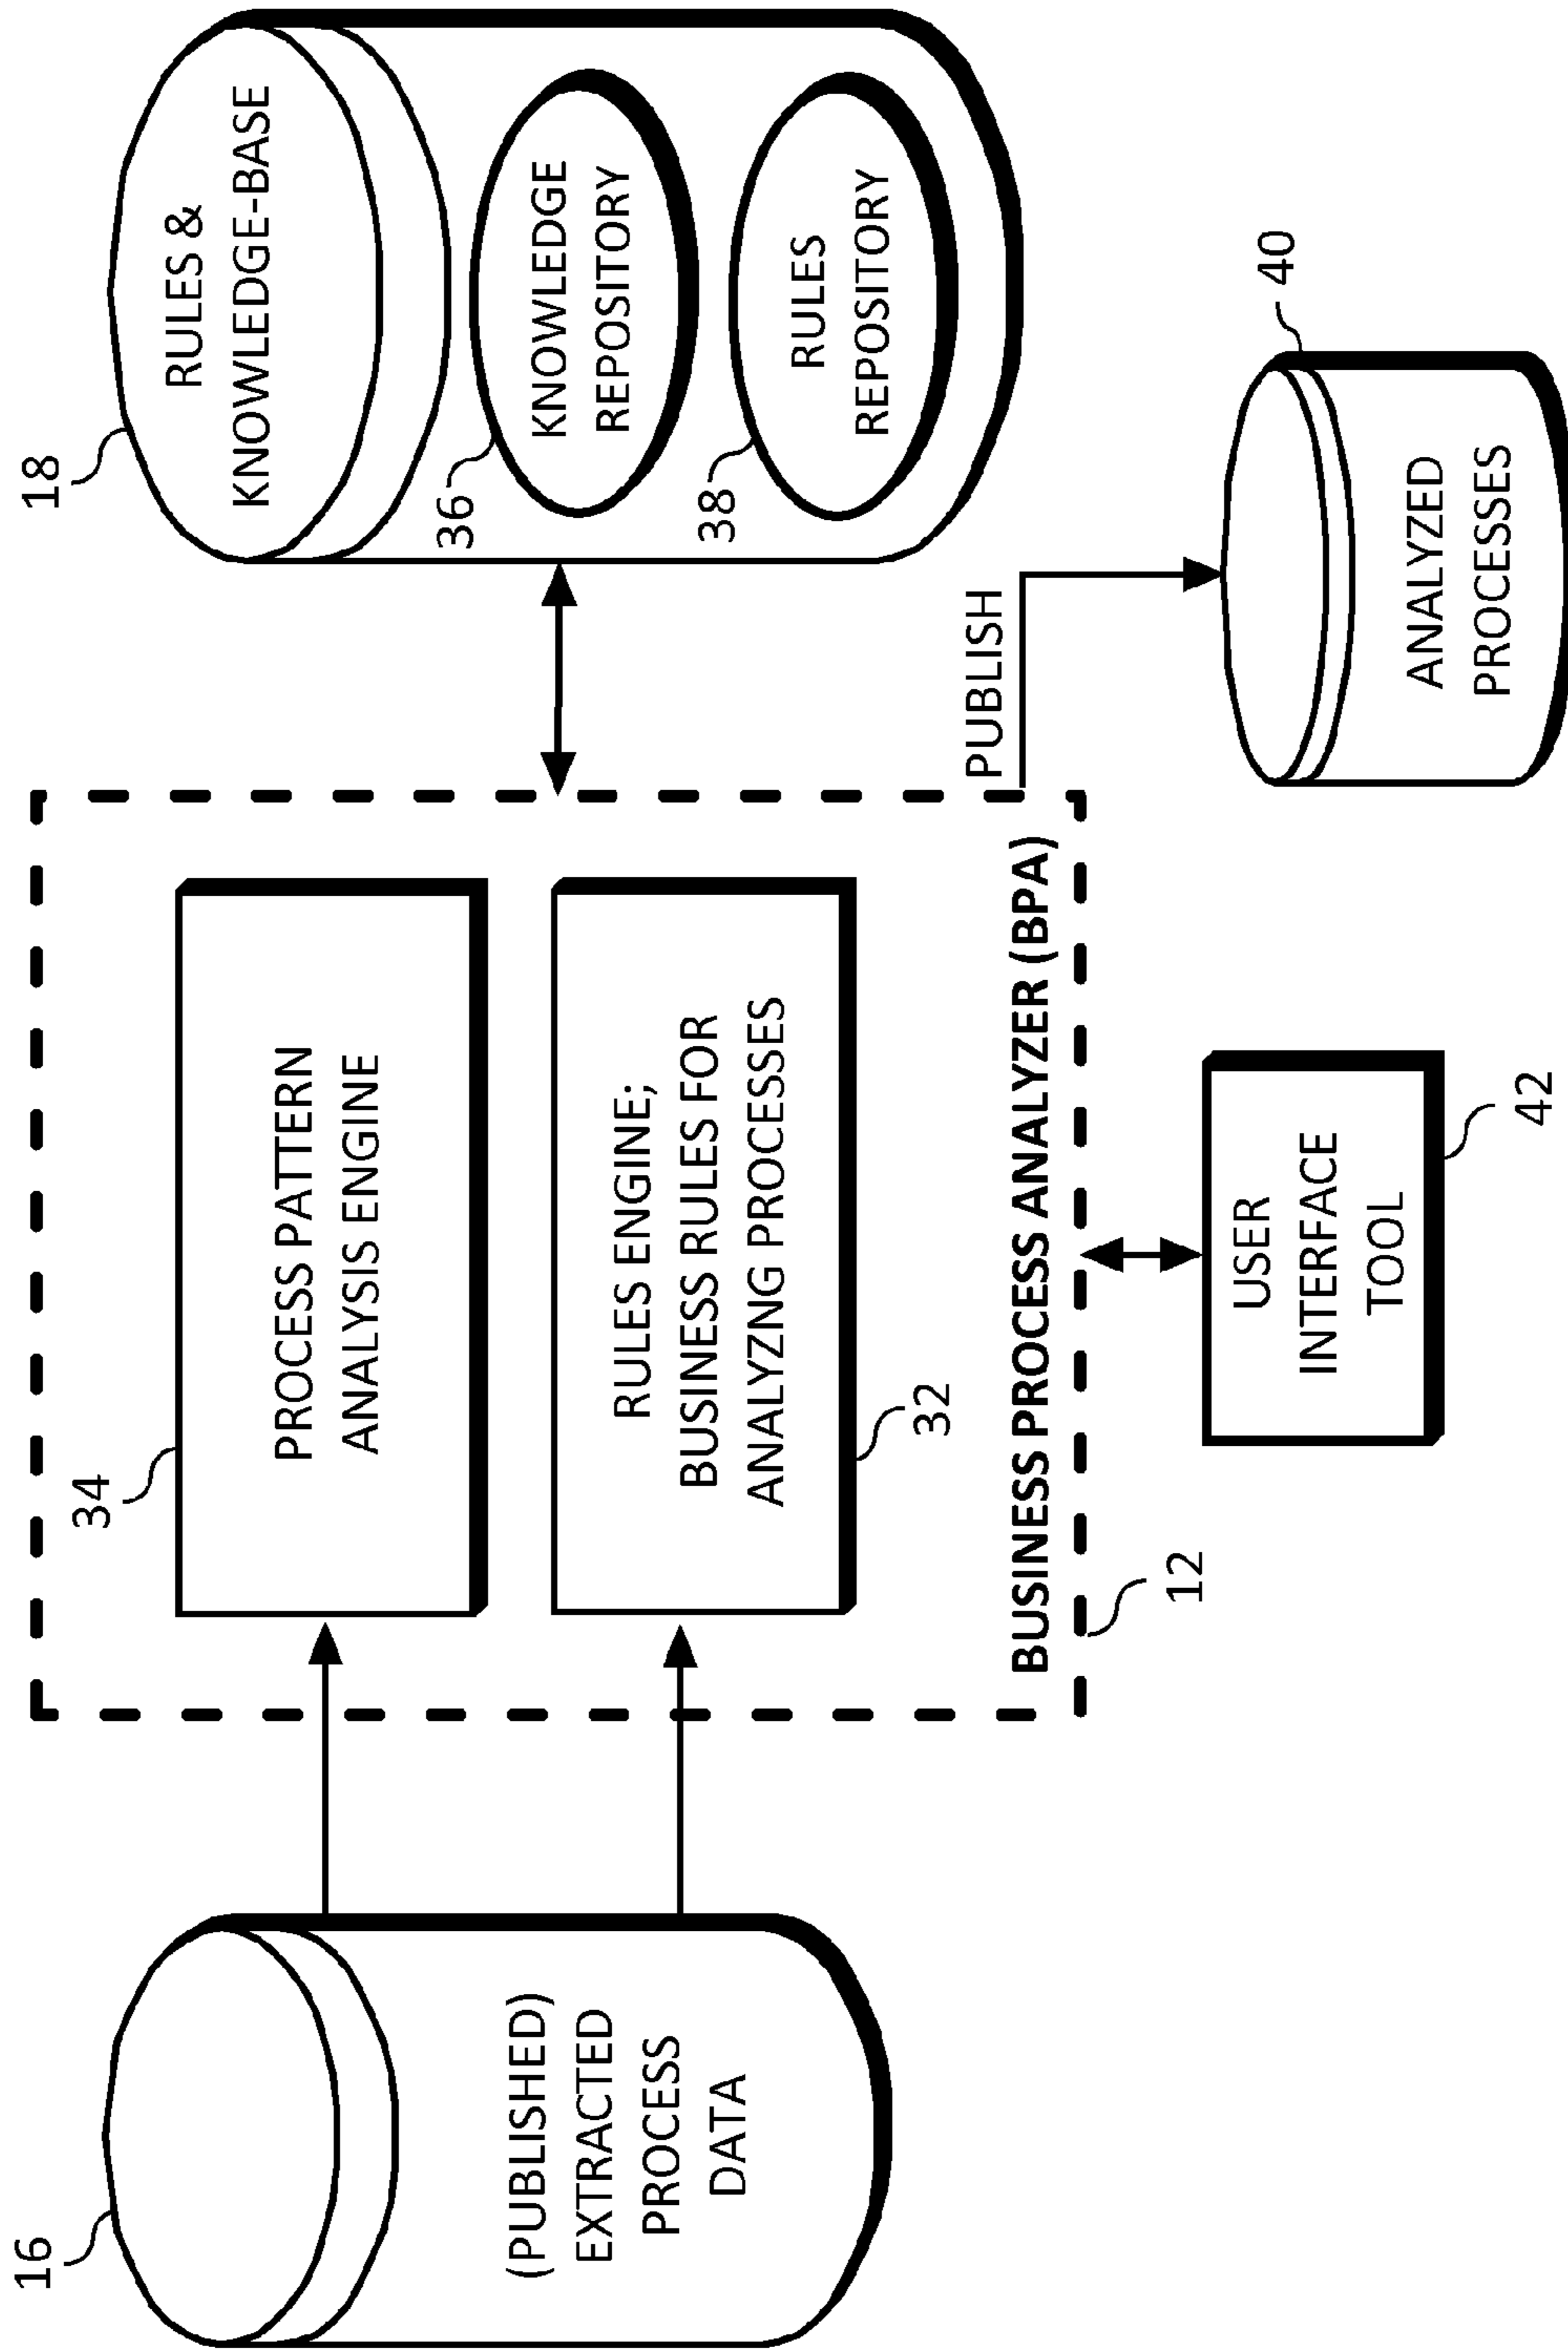 16
(PUBLISHED)
EXTRACTED
PROCESS
DATA
34
PROCESS PATTERN
ANALYSIS ENGINE
RULES ENGINE;
BUSINESS RULES FOR
ANALYZNG PROCESSES
32
BUSINESS PROCESS ANALYZER (BPA)
12
USER
INTERFACE
TOOL
42
18
RULES &
KNOWLEDGE-BASE
36
KNOWLEDGE
REPOSITORY
38
RULES
REPOSITORY
PUBLISH
40
ANALYZED
PROCESSES